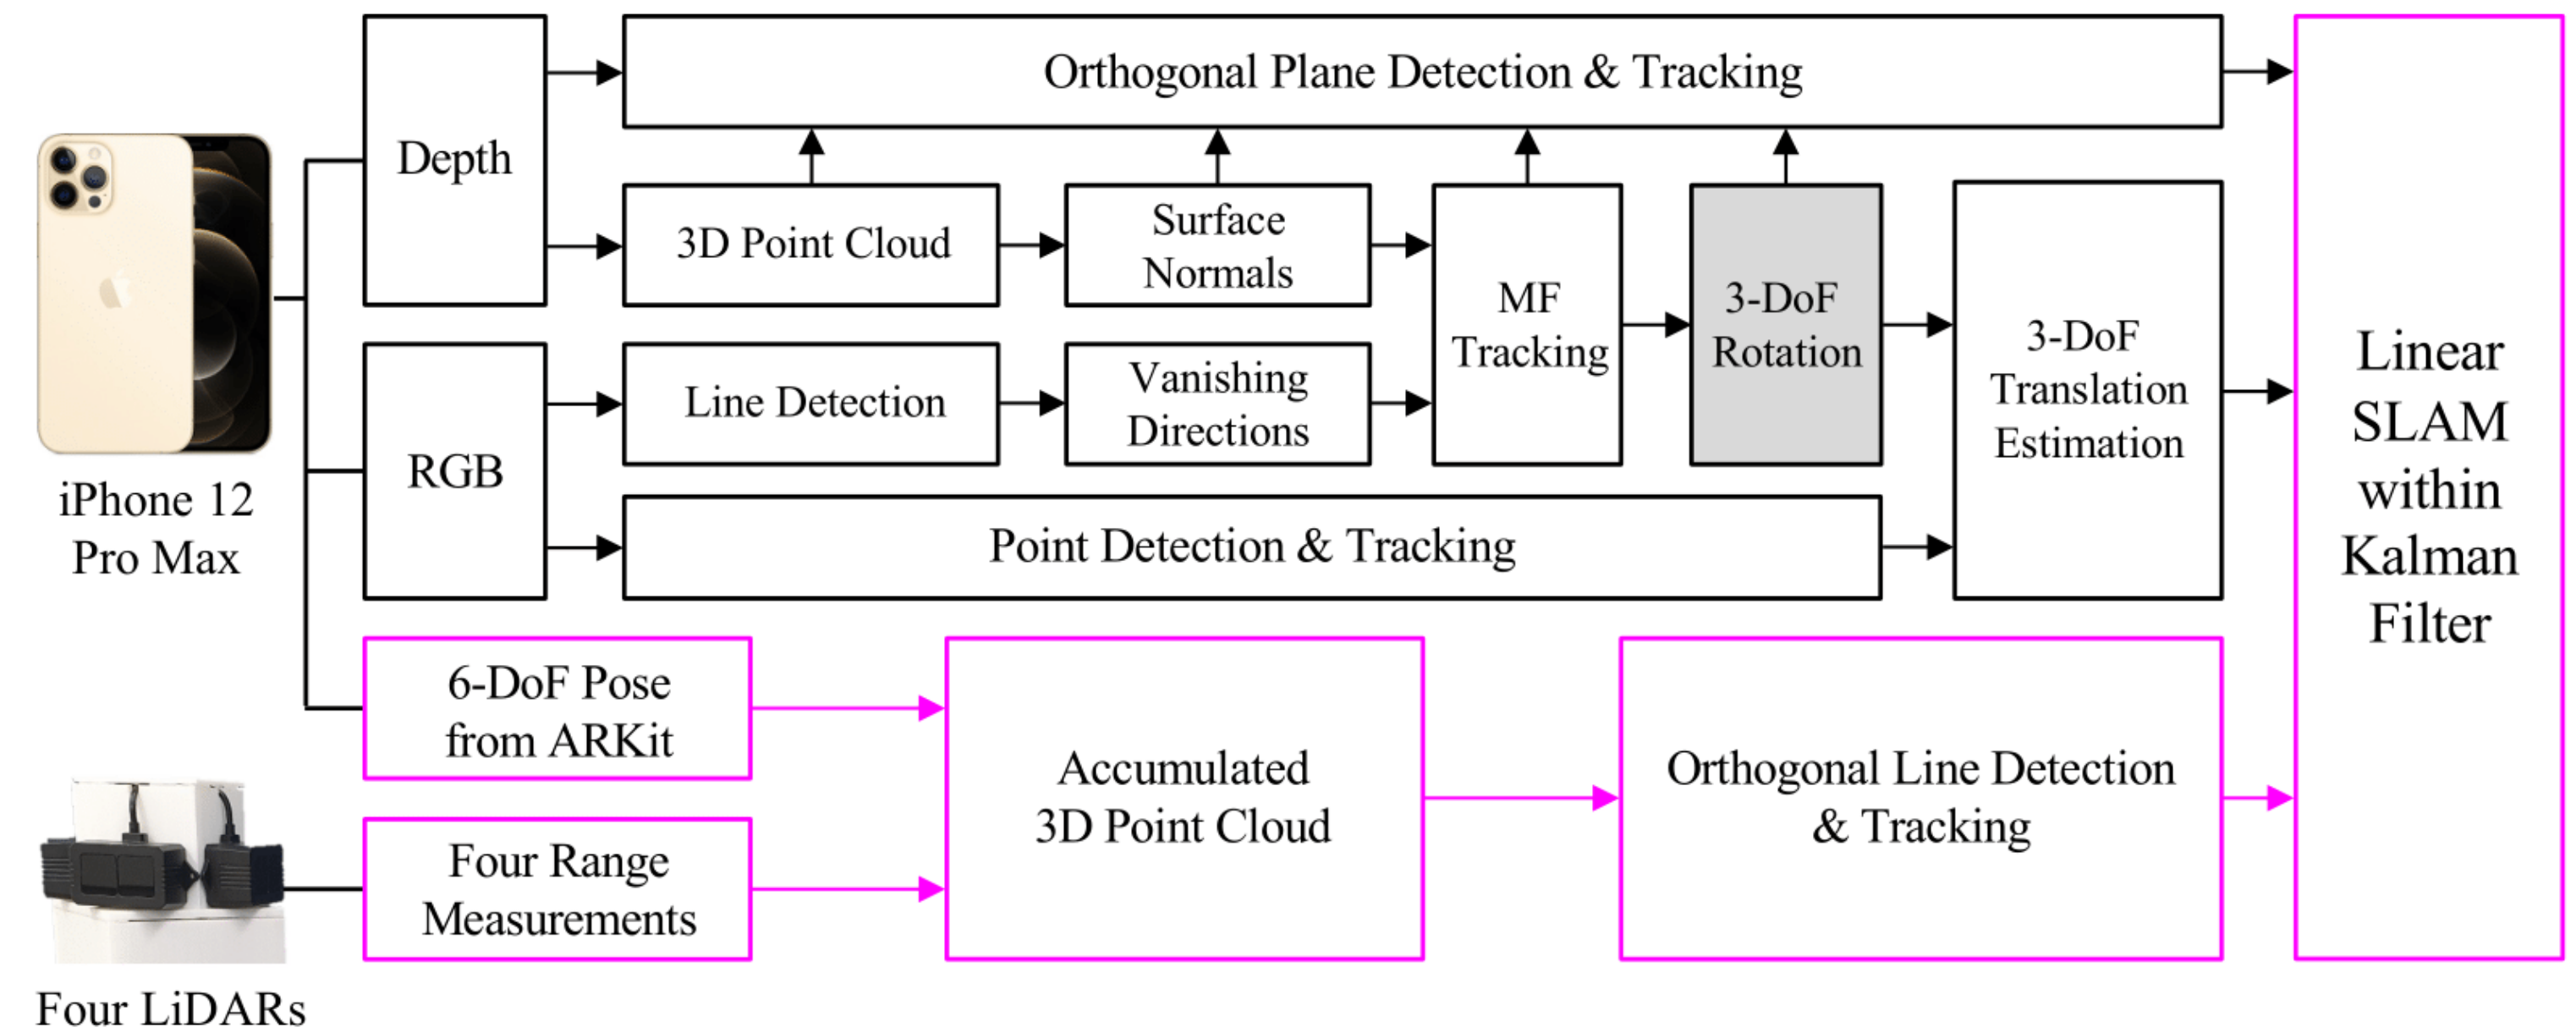 Orthogonal Plane Detection & Tracking
Depth
3D Point Cloud
Surface
Normals
MF
Tracking
3-DoF
Rotation
3-DoF
Translation
Estimation
Linear
SLAM
within
Kalman
Filter
iPhone 12
Pro Max
RGB
Line Detection
Vanishing
Directions
Point Detection & Tracking
6-DoF Pose
from ARKit
Accumulated
3D Point Cloud
Orthogonal Line Detection
& Tracking
Four Range
Measurements
Four LiDARs